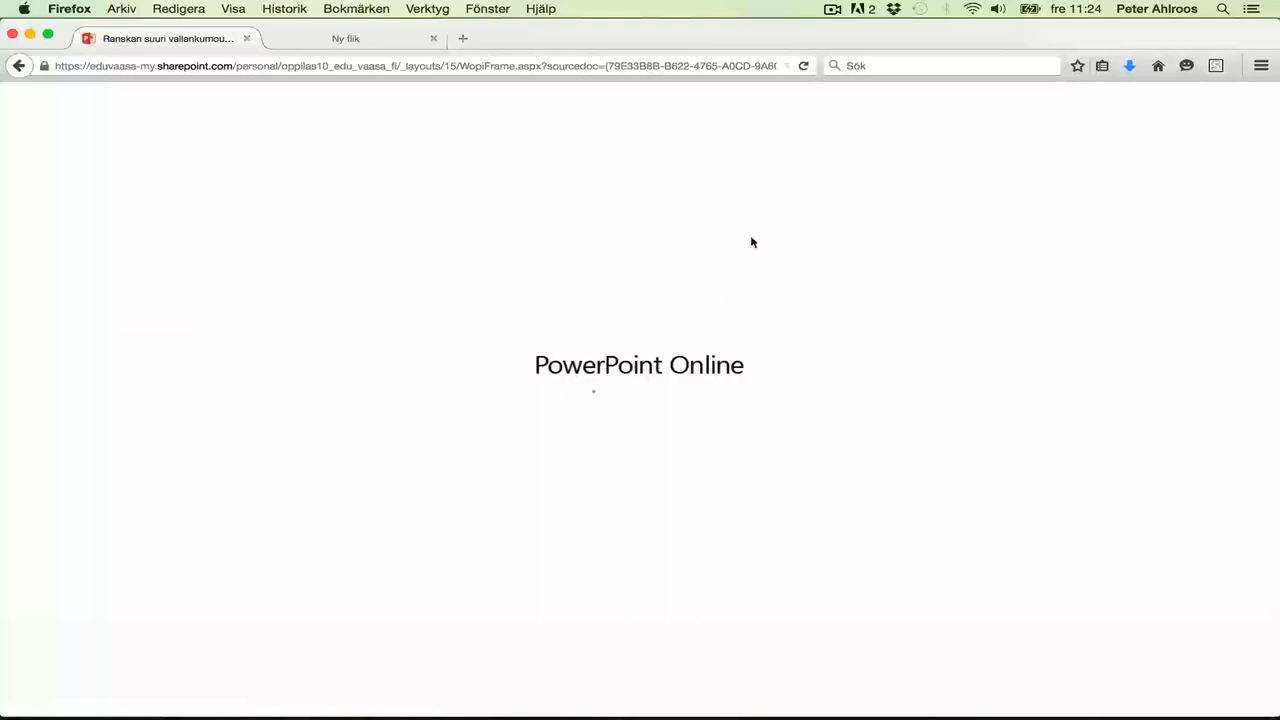 Firefox Arkiv Redigera Visa Historik Bokmärken Verktyg Fönster Hjälp 2 fre 11:24 Peter Ahlroos
Ranekan suuri vallankumou... Ny flik
https://eduvaasa-my.sharepoint.com/personal/oppilas10_edu_vaasa_fi/_layouts/15/WopiFrame.aspx?sourcedoc={79E33B8B-B622-4765-A0CD-9A60 Sök
PowerPoint Online